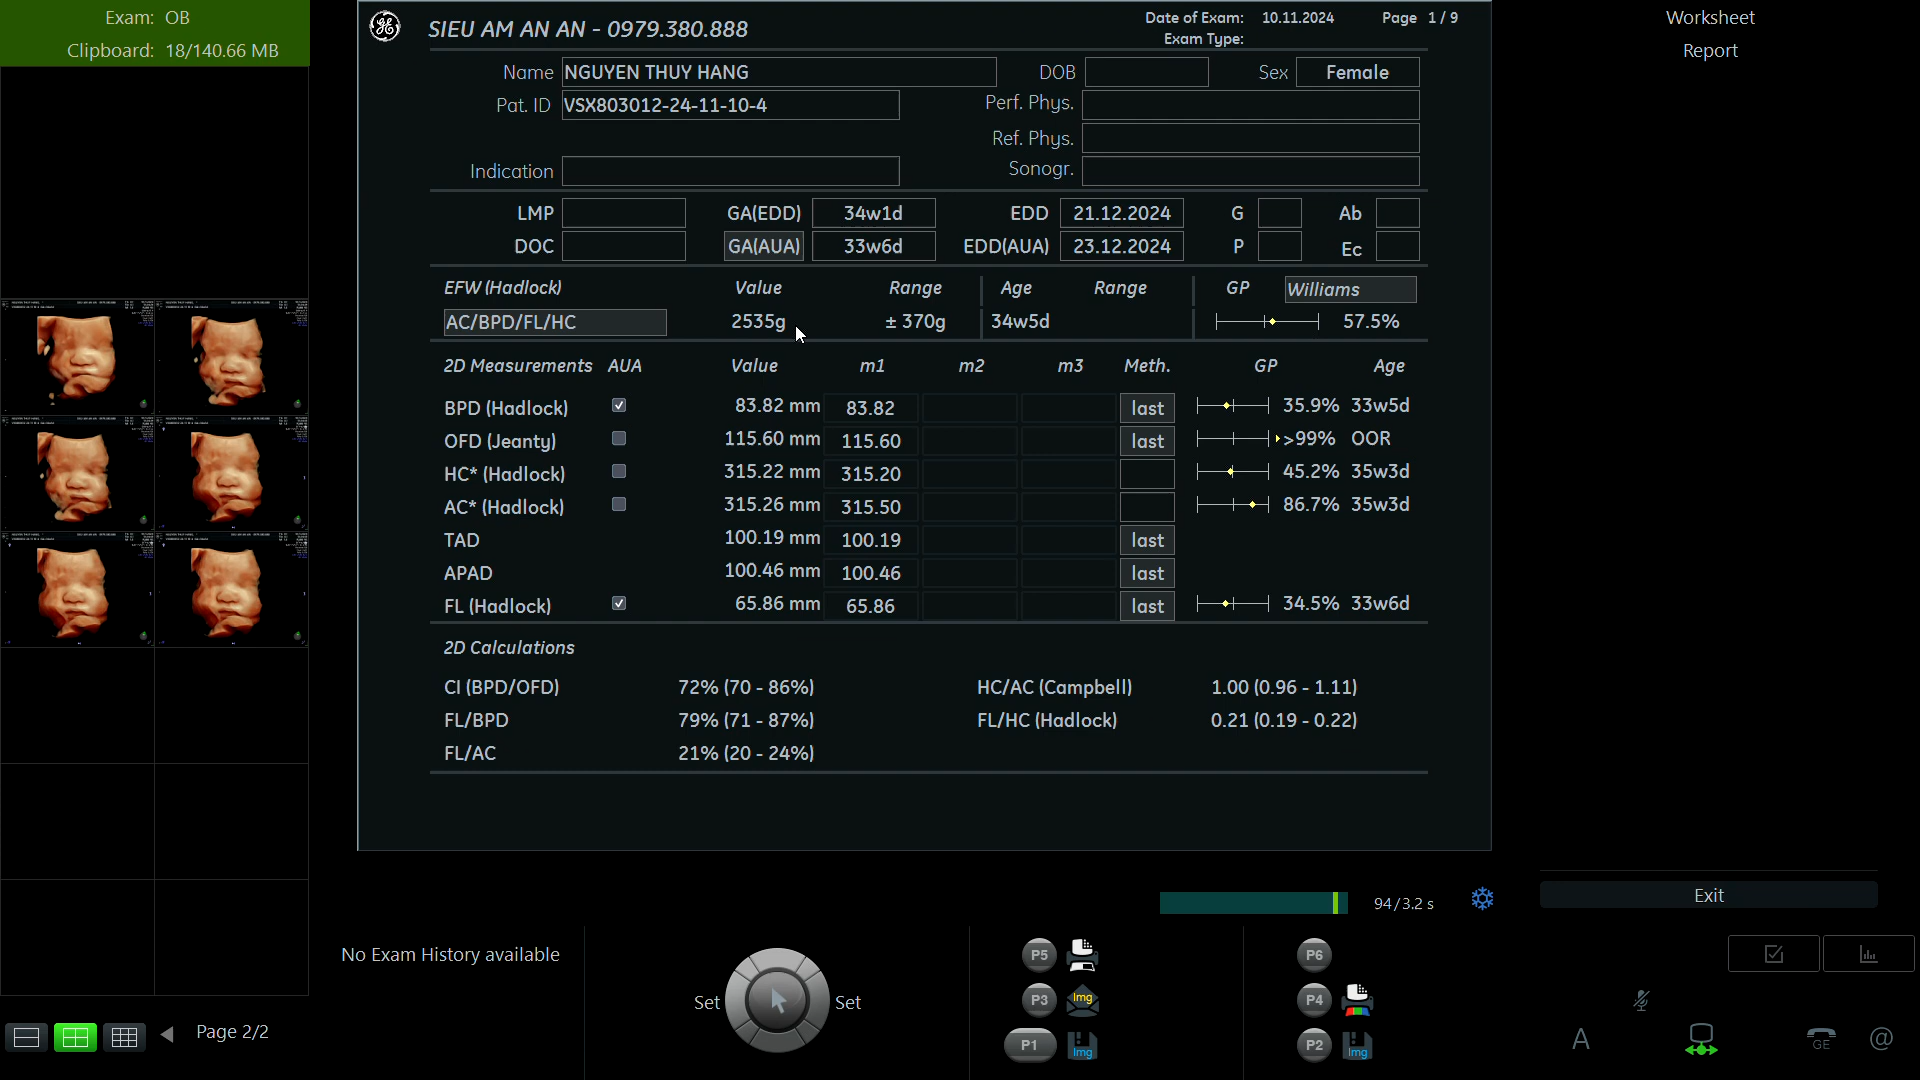 Exam: OB
Clipboard: 18/140.66 MB
SIEU AM AN AN - 0979.380.888
Date of Exam: 10.11.2024 Page 1 / 9
Exam Type:
Name NGUYEN THUY HANG DOB Sex Female
Pat. ID VSX803012-24-11-10-4 Perf. Phys.
Ref. Phys.
Indication Sonogr.
LMP GA(EDD) 34w1d EDD 21.12.2024 G Ab
DOC GA(AUA) 33w6d EDD(AUA) 23.12.2024 P Ec
EFW (Hadlock) Value Range Age Range GP Williams
AC/BPD/FL/HC 2535g ± 370g 34w5d 57.5%
2D Measurements AUA Value m1 m2 m3 Meth. GP Age
BPD (Hadlock) 83.82 mm 83.82 last 35.9% 33w5d
OFD (Jeanty) 115.60 mm 115.60 last >99% OOR
HC* (Hadlock) 315.22 mm 315.20 45.2% 35w3d
AC* (Hadlock) 315.26 mm 315.50 86.7% 35w3d
TAD 100.19 mm 100.19 last
APAD 100.46 mm 100.46 last
FL (Hadlock) 65.86 mm 65.86 last 34.5% 33w6d
2D Calculations
CI (BPD/OFD) 72% (70 - 86%) HC/AC (Campbell) 1.00 (0.96 - 1.11)
FL/BPD 79% (71 - 87%) FL/HC (Hadlock) 0.21 (0.19 - 0.22)
FL/AC 21% (20 - 24%)
Worksheet
Report
94/3.2 s
Exit
No Exam History available
Set Set
P5
P3 Img
P1 Img
P6
P4
P2 Img
A
GE
@
Page 2/2